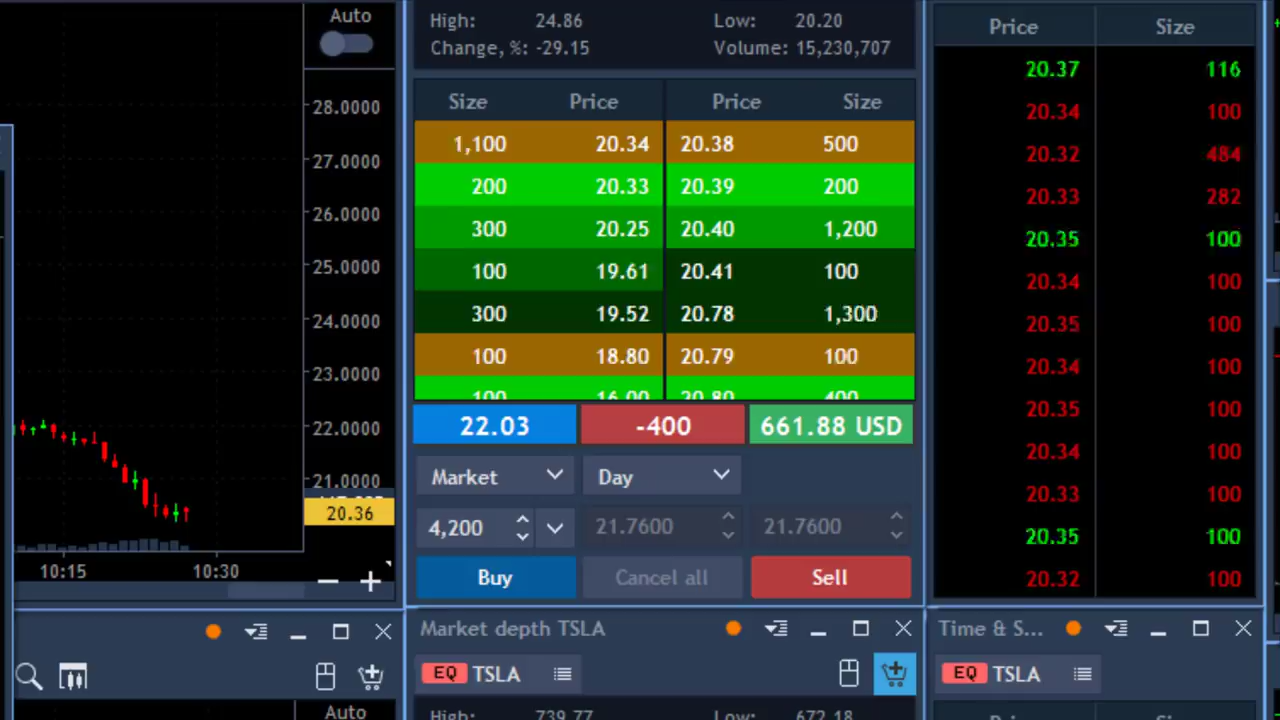 Auto
28.0000
27.0000
26.0000
25.0000
24.0000
23.0000
22.0000
21.0000
20.36
10:15 10:30
High: 24.86 Low: 20.20
Change, %: -29.15 Volume: 15,230,707
Size Price Price Size
1,100 20.34 20.38 500
200 20.33 20.39 200
300 20.25 20.40 1,200
100 19.61 20.41 100
300 19.52 20.78 1,300
100 18.80 20.79 100
100 16.00 20.80 400
22.03 -400 661.88 USD
Market Day
4,200 21.7600 21.7600
Buy Cancel all Sell
Price Size
20.37 116
20.34 100
20.32 484
20.33 282
20.35 100
20.34 100
20.35 100
20.34 100
20.35 100
20.34 100
20.33 100
20.35 100
20.32 100
Auto
Market depth TSLA
EQ TSLA
High: 739.77 Low: 672.18
Time & S...
EQ TSLA
Price Size